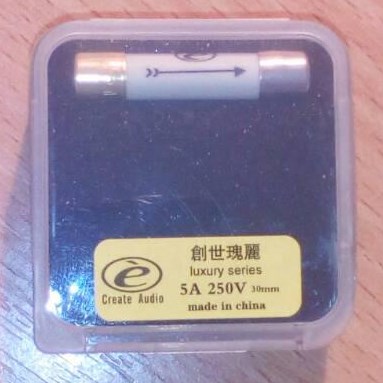 創世瑰麗
luxury series
è
Create Audio
5A 250V 30mm
made in china